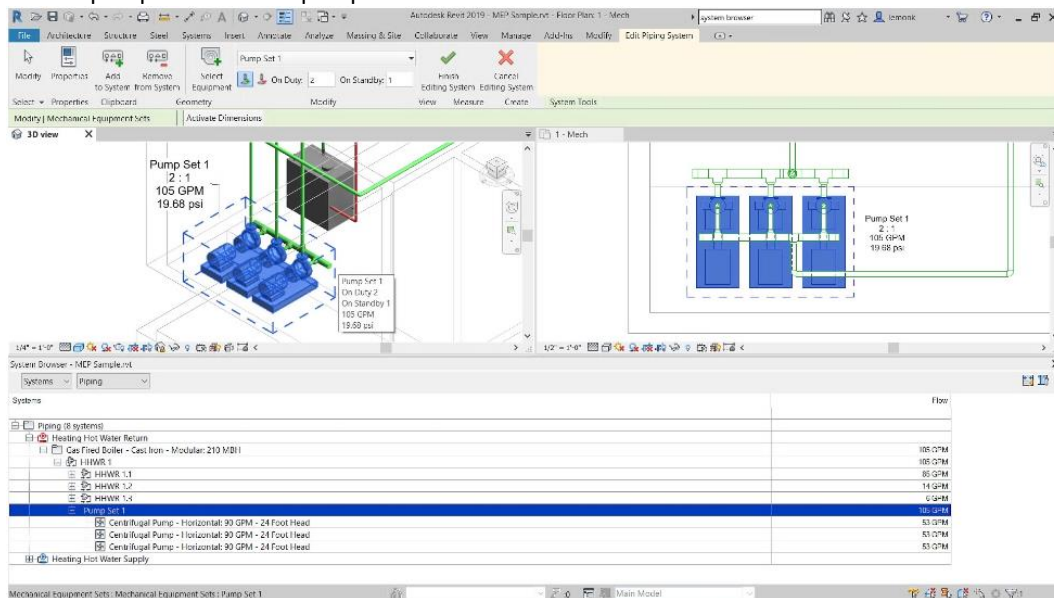 Autodesk Revit 2019 - MEP Sample.rvt - Floor Plan: 1 - Mech
system browser
lemonk
File Architecture Structure Steel Systems Insert Annotate Analyze Massing & Site Collaborate View Manage Add-Ins Modify Edit Piping System
Pump Set 1
Modify Properties Add Remove Select On Duty: 2 On Standby: 1 Finish Cancel
to System from System Equipment Editing System Editing System
Select Properties Clipboard Geometry Modify View Measure Create System Tools
Modify | Mechanical Equipment Sets Activate Dimensions
3D view X
1 - Mech
Pump Set 1
2 : 1
105 GPM
19.68 psi
Pump Set 1
On Duty 2
On Standby 1
105 GPM
19.68 psi
Pump Set 1
2 : 1
105 GPM
19.68 psi
1/4" = 1'-0"
1/2" = 1'-0"
System Browser - MEP Sample.rvt
Systems Piping
Systems Flow
Piping (8 systems)
Heating Hot Water Return
Gas Fired Boiler - Cast Iron - Modular: 210 MBH 105 GPM
HHWR 1 105 GPM
HHWR 1.1 85 GPM
HHWR 1.2 14 GPM
HHWR 1.3 6 GPM
Pump Set 1 105 GPM
Centrifugal Pump - Horizontal: 90 GPM - 24 Foot Head 53 GPM
Centrifugal Pump - Horizontal: 90 GPM - 24 Foot Head 53 GPM
Centrifugal Pump - Horizontal: 90 GPM - 24 Foot Head 53 GPM
Heating Hot Water Supply
Mechanical Equipment Sets : Mechanical Equipment Sets : Pump Set 1
0 Main Model